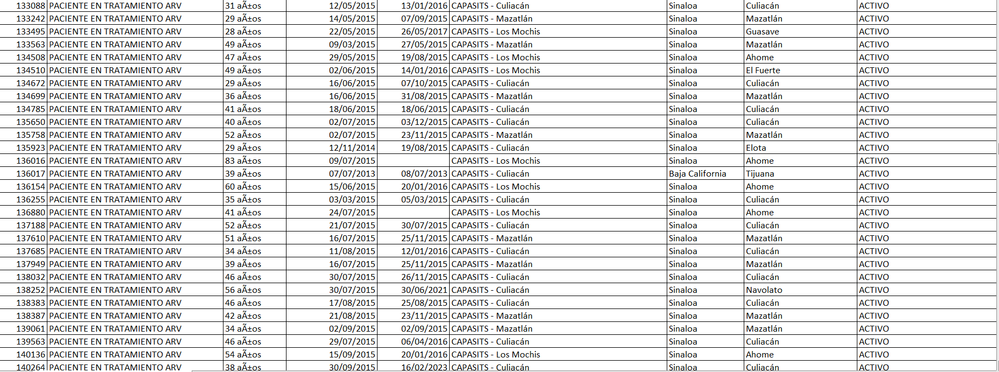 133088 PACIENTE EN TRATAMIENTO ARV 31 aÃ±os 12/05/2015 13/01/2016 CAPASITS - Culiacán Sinaloa Culiacán ACTIVO
133242 PACIENTE EN TRATAMIENTO ARV 29 aÃ±os 14/05/2015 07/09/2015 CAPASITS - Mazatlán Sinaloa Mazatlán ACTIVO
133495 PACIENTE EN TRATAMIENTO ARV 28 aÃ±os 22/05/2015 26/05/2017 CAPASITS - Los Mochis Sinaloa Guasave ACTIVO
133563 PACIENTE EN TRATAMIENTO ARV 49 aÃ±os 09/03/2015 27/05/2015 CAPASITS - Mazatlán Sinaloa Mazatlán ACTIVO
134508 PACIENTE EN TRATAMIENTO ARV 47 aÃ±os 29/05/2015 19/08/2015 CAPASITS - Los Mochis Sinaloa Ahome ACTIVO
134510 PACIENTE EN TRATAMIENTO ARV 49 aÃ±os 02/06/2015 14/01/2016 CAPASITS - Los Mochis Sinaloa El Fuerte ACTIVO
134672 PACIENTE EN TRATAMIENTO ARV 29 aÃ±os 16/06/2015 07/10/2015 CAPASITS - Culiacán Sinaloa Culiacán ACTIVO
134699 PACIENTE EN TRATAMIENTO ARV 36 aÃ±os 16/06/2015 31/08/2015 CAPASITS - Mazatlán Sinaloa Mazatlán ACTIVO
134785 PACIENTE EN TRATAMIENTO ARV 41 aÃ±os 18/06/2015 18/06/2015 CAPASITS - Culiacán Sinaloa Culiacán ACTIVO
135650 PACIENTE EN TRATAMIENTO ARV 40 aÃ±os 02/07/2015 03/12/2015 CAPASITS - Culiacán Sinaloa Culiacán ACTIVO
135758 PACIENTE EN TRATAMIENTO ARV 52 aÃ±os 02/07/2015 23/11/2015 CAPASITS - Mazatlán Sinaloa Mazatlán ACTIVO
135923 PACIENTE EN TRATAMIENTO ARV 29 aÃ±os 12/11/2014 19/08/2015 CAPASITS - Culiacán Sinaloa Elota ACTIVO
136016 PACIENTE EN TRATAMIENTO ARV 83 aÃ±os 09/07/2015 CAPASITS - Los Mochis Sinaloa Ahome ACTIVO
136017 PACIENTE EN TRATAMIENTO ARV 39 aÃ±os 07/07/2013 08/07/2013 CAPASITS - Culiacán Baja California Tijuana ACTIVO
136154 PACIENTE EN TRATAMIENTO ARV 60 aÃ±os 15/06/2015 20/01/2016 CAPASITS - Los Mochis Sinaloa Ahome ACTIVO
136255 PACIENTE EN TRATAMIENTO ARV 35 aÃ±os 03/03/2015 05/03/2015 CAPASITS - Culiacán Sinaloa Culiacán ACTIVO
136880 PACIENTE EN TRATAMIENTO ARV 41 aÃ±os 24/07/2015 CAPASITS - Los Mochis Sinaloa Ahome ACTIVO
137188 PACIENTE EN TRATAMIENTO ARV 52 aÃ±os 21/07/2015 30/07/2015 CAPASITS - Culiacán Sinaloa Culiacán ACTIVO
137610 PACIENTE EN TRATAMIENTO ARV 51 aÃ±os 16/07/2015 25/11/2015 CAPASITS - Mazatlán Sinaloa Mazatlán ACTIVO
137685 PACIENTE EN TRATAMIENTO ARV 34 aÃ±os 11/08/2015 12/01/2016 CAPASITS - Culiacán Sinaloa Culiacán ACTIVO
137949 PACIENTE EN TRATAMIENTO ARV 39 aÃ±os 16/07/2015 25/11/2015 CAPASITS - Mazatlán Sinaloa Mazatlán ACTIVO
138032 PACIENTE EN TRATAMIENTO ARV 46 aÃ±os 30/07/2015 26/11/2015 CAPASITS - Culiacán Sinaloa Culiacán ACTIVO
138252 PACIENTE EN TRATAMIENTO ARV 56 aÃ±os 30/07/2015 30/06/2021 CAPASITS - Culiacán Sinaloa Navolato ACTIVO
138383 PACIENTE EN TRATAMIENTO ARV 46 aÃ±os 17/08/2015 25/08/2015 CAPASITS - Culiacán Sinaloa Culiacán ACTIVO
138387 PACIENTE EN TRATAMIENTO ARV 42 aÃ±os 21/08/2015 23/11/2015 CAPASITS - Mazatlán Sinaloa Mazatlán ACTIVO
139061 PACIENTE EN TRATAMIENTO ARV 34 aÃ±os 02/09/2015 02/09/2015 CAPASITS - Mazatlán Sinaloa Mazatlán ACTIVO
139563 PACIENTE EN TRATAMIENTO ARV 46 aÃ±os 29/07/2015 06/04/2016 CAPASITS - Culiacán Sinaloa Culiacán ACTIVO
140136 PACIENTE EN TRATAMIENTO ARV 54 aÃ±os 15/09/2015 20/01/2016 CAPASITS - Los Mochis Sinaloa Ahome ACTIVO
140264 PACIENTE EN TRATAMIENTO ARV 38 aÃ±os 30/09/2015 16/02/2023 CAPASITS - Culiacán Sinaloa Culiacán ACTIVO